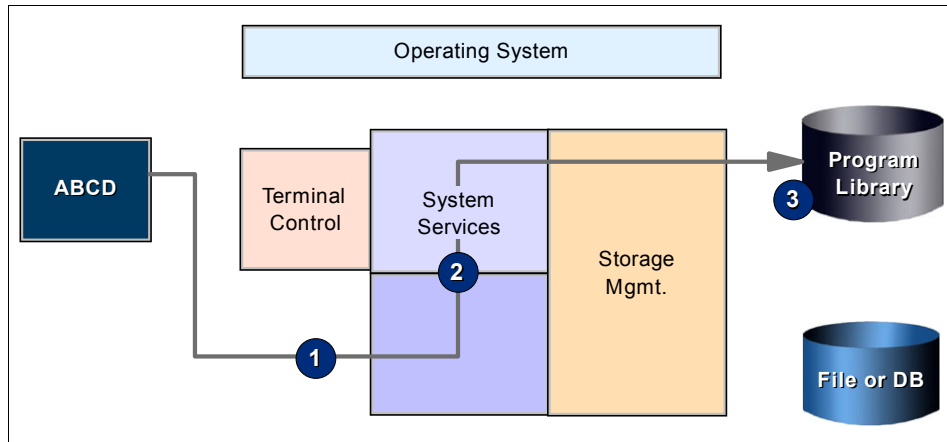 Operating System
ABCD
Terminal
Control
System
Services
Storage
Mgmt.
Program
Library
3
2
1
File or DB